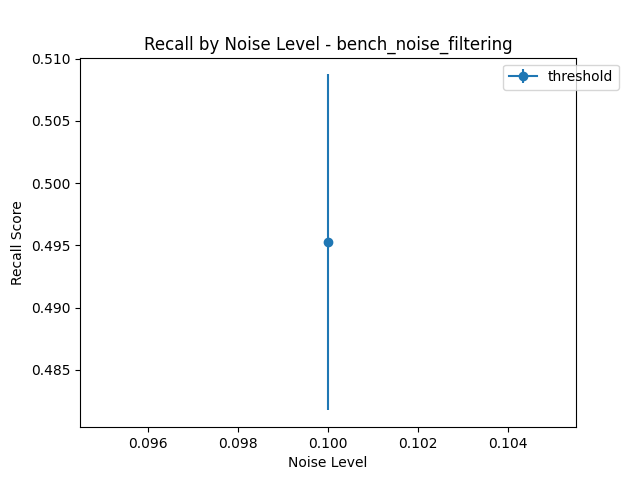 Recall by Noise Level - bench_noise_filtering
threshold
0.510
0.505
0.500
0.495
0.490
0.485
Recall Score
0.096
0.098
0.100
0.102
0.104
Noise Level